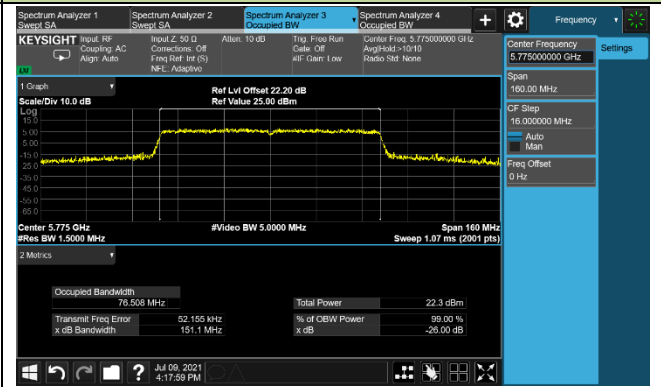 Spectrum Analyzer 1
Swept SA
Spectrum Analyzer 2
Swept SA
Spectrum Analyzer 3
Occupied BW
Spectrum Analyzer 4
Occupied BW
+
Frequency
KEYSIGHT
Input: RF
Coupling: AC
Align: Auto
Input Z: 50 Ω
Corrections: Off
Freq Ref: Int (S)
NFE: Adaptive
Atten: 10 dB
Trig: Free Run
Gate: Off
#IF Gain: Low
Center Freq: 5.775000000 GHz
Avg|Hold:>10/10
Radio Std: None
Center Frequency
5.775000000 GHz
Settings
Span
160.00 MHz
CF Step
16.000000 MHz
Auto
Man
Freq Offset
0 Hz
1 Graph
Scale/Div 10.0 dB
Ref Lvl Offset 22.20 dB
Ref Value 25.00 dBm
Log
15.0
5.00
-5.00
-15.0
-25.0
-35.0
-45.0
-55.0
-65.0
Center 5.775 GHz
#Res BW 1.5000 MHz
#Video BW 5.0000 MHz
Span 160 MHz
Sweep 1.07 ms (2001 pts)
2 Metrics
Occupied Bandwidth
76.508 MHz
Total Power 22.3 dBm
Transmit Freq Error 52.155 kHz
% of OBW Power 99.00 %
x dB Bandwidth 151.1 MHz
x dB -26.00 dB
?
Jul 09, 2021
4:17:59 PM